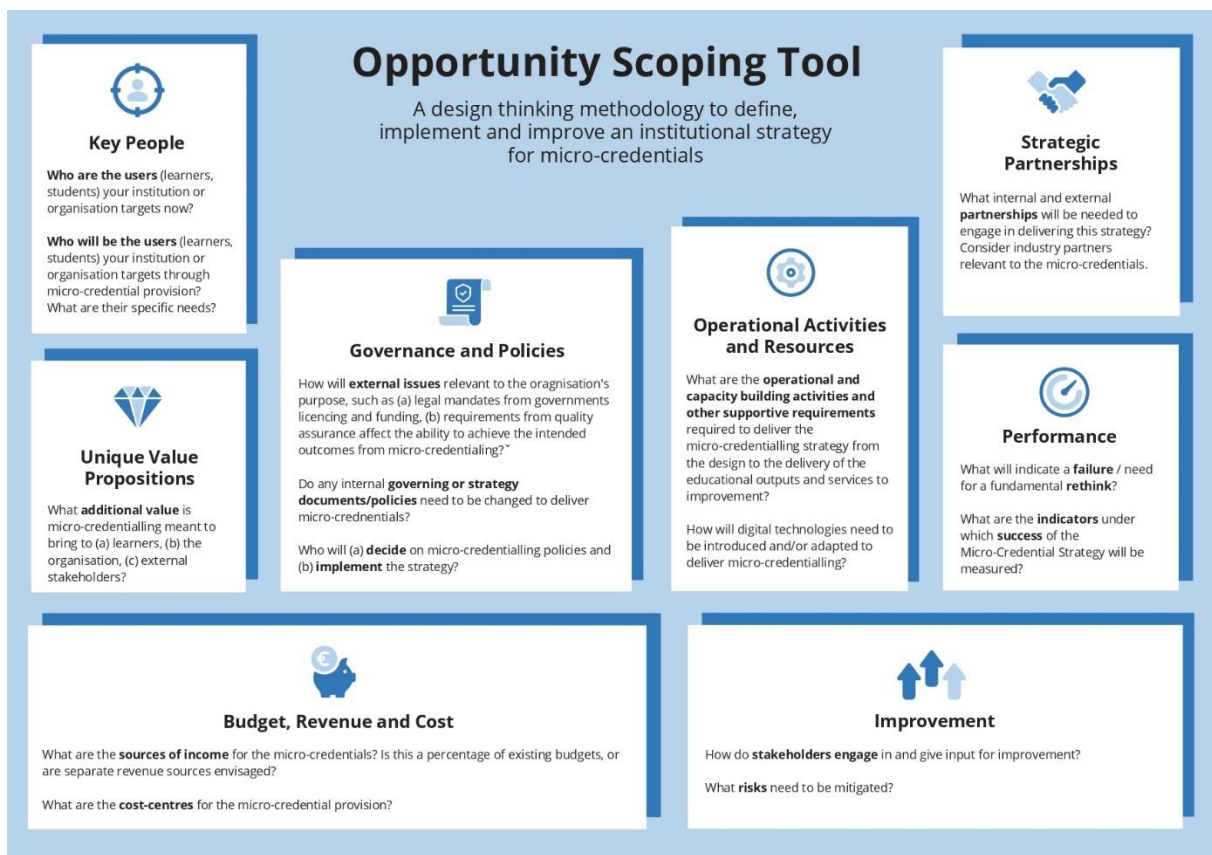 Opportunity Scoping Tool
A design thinking methodology to define,
implement and improve an institutional strategy
for micro-credentials
Key People
Who are the users (learners,
students) your institution or
organisation targets now?
Who will be the users (learners,
students) your institution or
organisation targets through
micro-credential provision?
What are their specific needs?
Unique Value
Propositions
What additional value is
micro-credentialling meant to
bring to (a) learners, (b) the
organisation, (c) external
stakeholders?
Governance and Policies
How will external issues relevant to the oragnisation's
purpose, such as (a) legal mandates from governments
licencing and funding, (b) requirements from quality
assurance affect the ability to achieve the intended
outcomes from micro-credentialing?ˇ
Do any internal governing or strategy
documents/policies need to be changed to deliver
micro-crednentials?
Who will (a) decide on micro-credentialling policies and
(b) implement the strategy?
Operational Activities
and Resources
What are the operational and
capacity building activities and
other supportive requirements
required to deliver the
micro-credentialling strategy from
the design to the delivery of the
educational outputs and services to
improvement?
How will digital technologies need to
be introduced and/or adapted to
deliver micro-credentialling?
Strategic
Partnerships
What internal and external
partnerships will be needed to
engage in delivering this strategy?
Consider industry partners
relevant to the micro-credentials.
Performance
What will indicate a failure / need
for a fundamental rethink?
What are the indicators under
which success of the
Micro-Credential Strategy will be
measured?
€
Budget, Revenue and Cost
What are the sources of income for the micro-credentials? Is this a percentage of existing budgets, or
are separate revenue sources envisaged?
What are the cost-centres for the micro-credential provision?
Improvement
How do stakeholders engage in and give input for improvement?
What risks need to be mitigated?